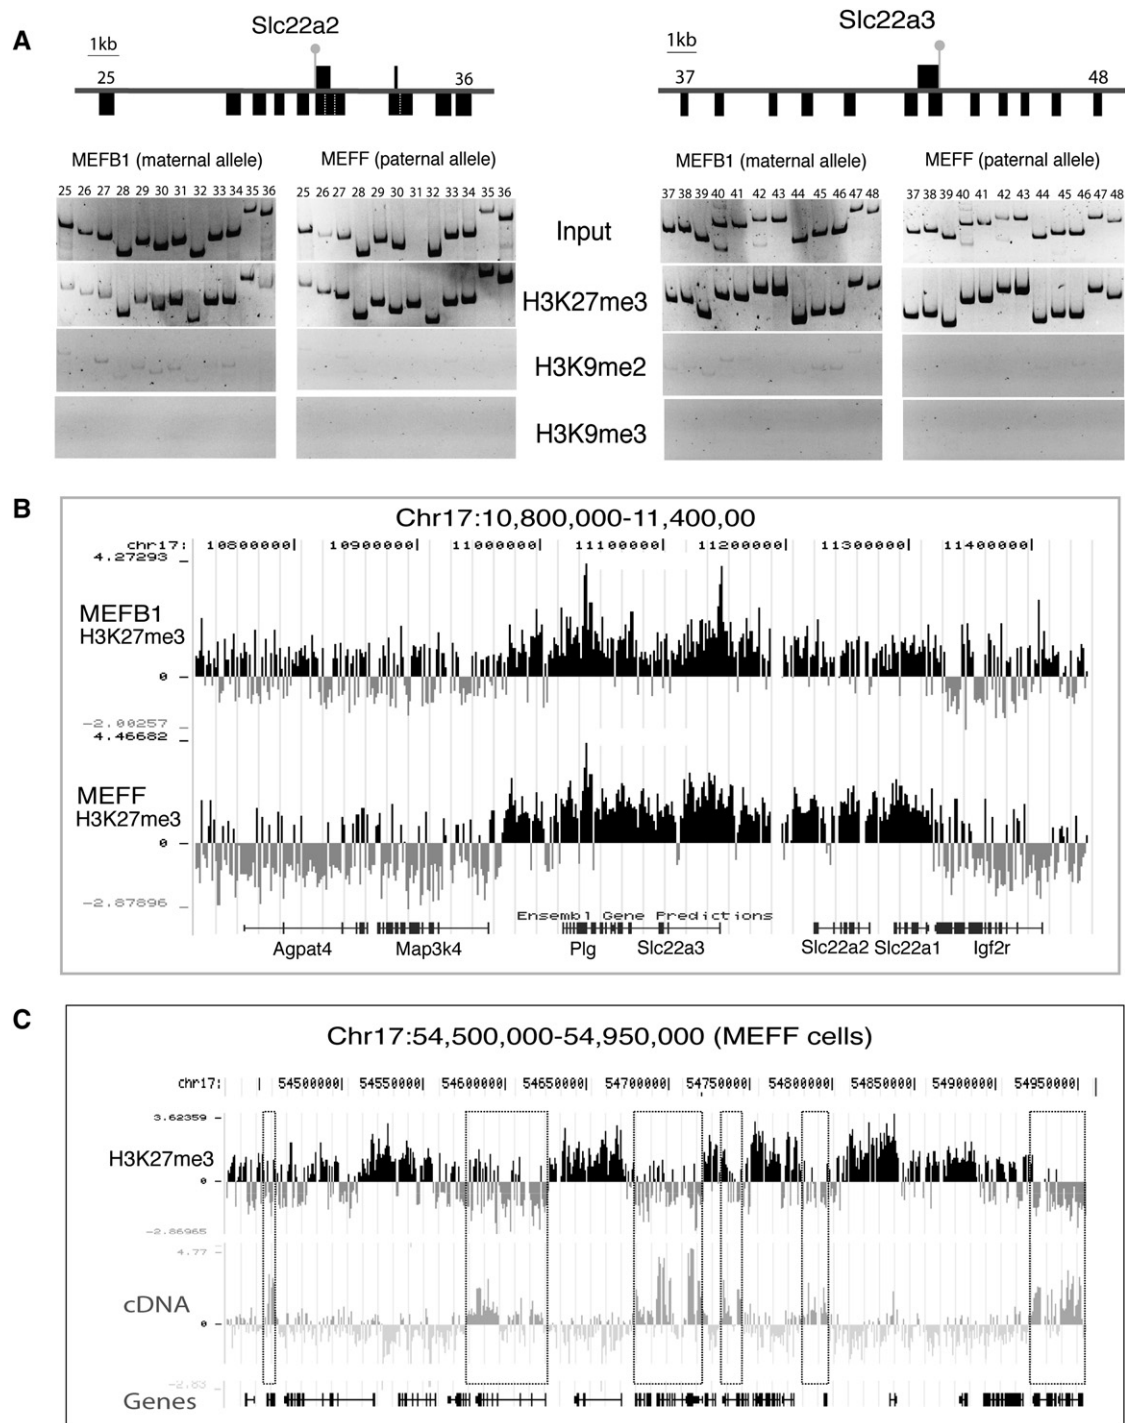 A
Slc22a2
1kb
25
36
Slc22a3
1kb
37
48
MEFB1 (maternal allele)
MEFF (paternal allele)
MEFB1 (maternal allele)
MEFF (paternal allele)
25 26 27 28 29 30 31 32 33 34 35 36
25 26 27 28 29 30 31 32 33 34 35 36
37 38 39 40 41 42 43 44 45 46 47 48
37 38 39 40 41 42 43 44 45 46 47 48
Input
H3K27me3
H3K9me2
H3K9me3
B
Chr17:10,800,000-11,400,00
chr17: 10800000| 10900000| 11000000| 11100000| 11200000| 11300000| 11400000|
4.27293
MEFB1
H3K27me3
0
-2.00257
4.46682
MEFF
H3K27me3
0
-2.87896
Ensembl Gene Predictions
Agpat4 Map3k4 Plg Slc22a3 Slc22a2 Slc22a1 Igf2r
C
Chr17:54,500,000-54,950,000 (MEFF cells)
chr17: | 54500000| 54550000| 54600000| 54650000| 54700000| 54750000| 54800000| 54850000| 54900000| 54950000| |
3.62359
H3K27me3
0
-2.86965
4.77
cDNA
0
-2.83
Genes